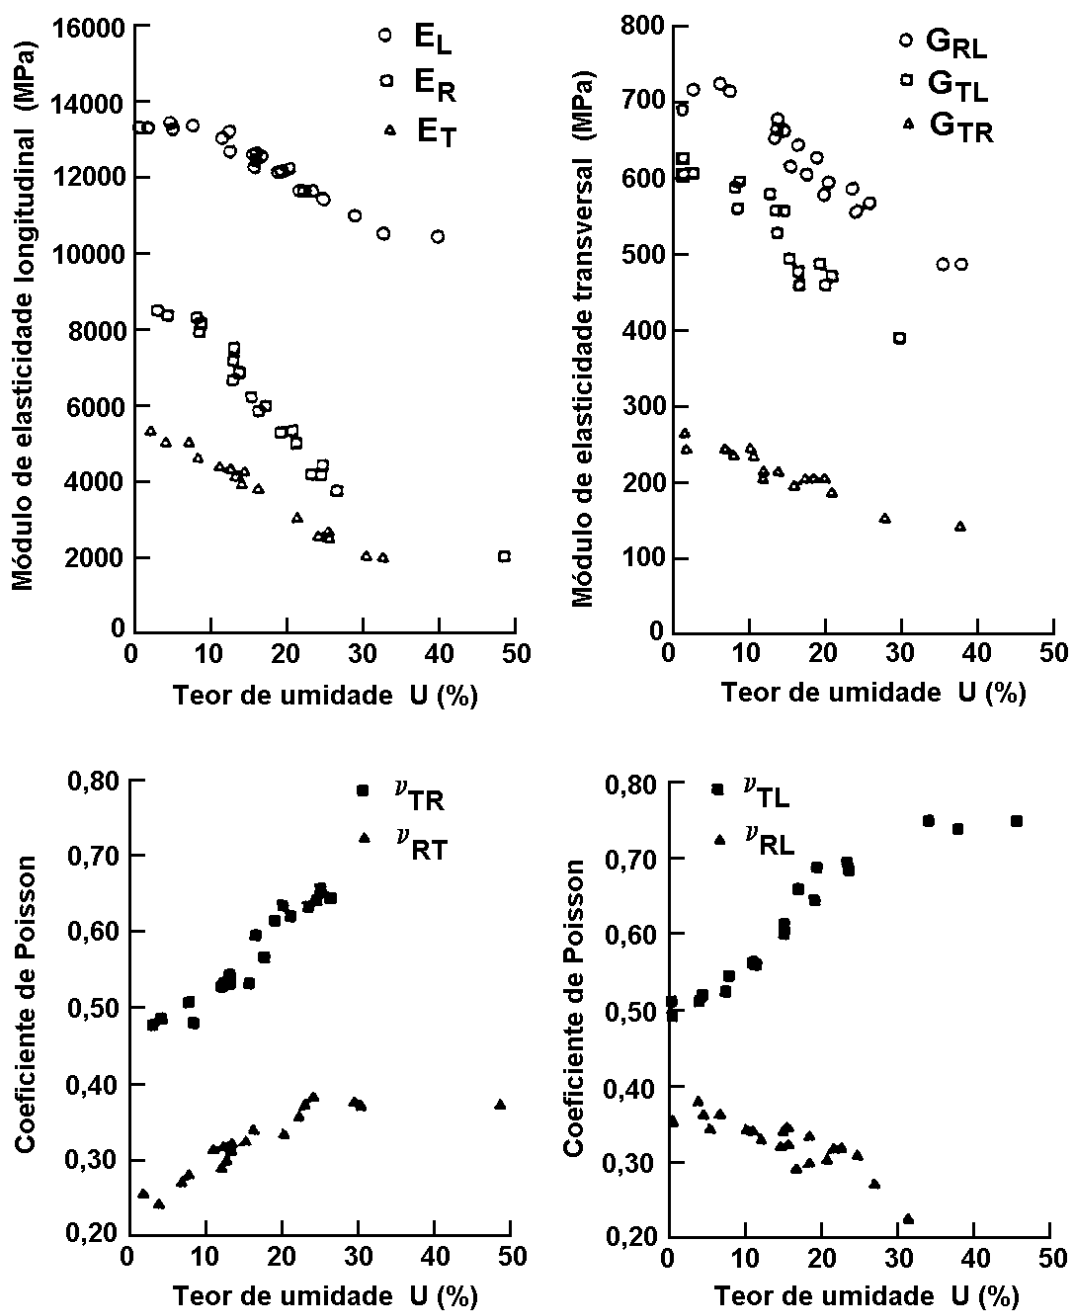 16000
14000
12000
10000
8000
6000
4000
2000
0
Módulo de elasticidade longitudinal (MPa)
E_L
E_R
E_T
0 10 20 30 40 50
Teor de umidade U (%)
800
700
600
500
400
300
200
100
0
Módulo de elasticidade transversal (MPa)
G_RL
G_TL
G_TR
0 10 20 30 40 50
Teor de umidade U (%)
0,80
0,70
0,60
0,50
0,40
0,30
0,20
Coeficiente de Poisson
ν_TR
ν_RT
0 10 20 30 40 50
Teor de umidade U (%)
0,80
0,70
0,60
0,50
0,40
0,30
0,20
Coeficiente de Poisson
ν_TL
ν_RL
0 10 20 30 40 50
Teor de umidade U (%)